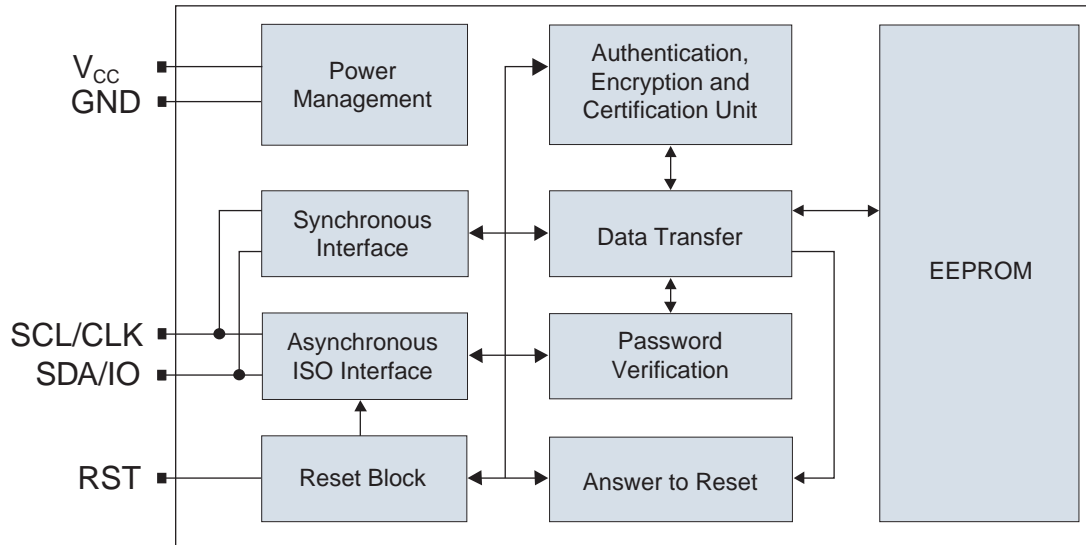 V_CC
GND
SCL/CLK
SDA/IO
RST
Power
Management
Authentication,
Encryption and
Certification Unit
Synchronous
Interface
Data Transfer
EEPROM
Asynchronous
ISO Interface
Password
Verification
Reset Block
Answer to Reset